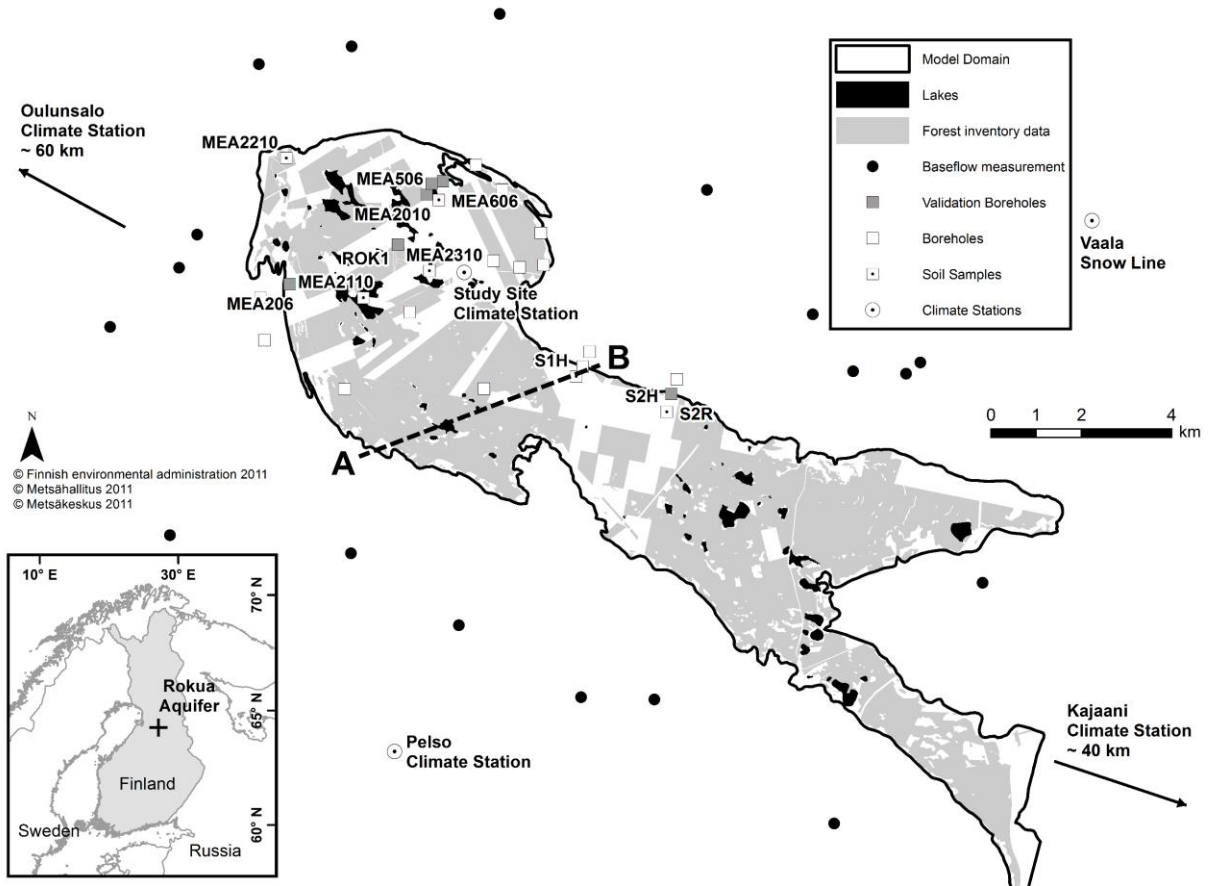 Oulunsalo
Climate Station
~ 60 km
MEA2210
MEA506
MEA606
MEA2010
ROK1
MEA2310
MEA2110
MEA206
Study Site
Climate Station
S1H
B
S2H
S2R
A
Model Domain
Lakes
Forest inventory data
Baseflow measurement
Validation Boreholes
Boreholes
Soil Samples
Climate Stations
Vaala
Snow Line
0 1 2 4
km
N
© Finnish environmental administration 2011
© Metsähallitus 2011
© Metsäkeskus 2011
10° E 30° E
70° N
65° N
60° N
Rokua
Aquifer
Finland
Sweden
Russia
Pelso
Climate Station
Kajaani
Climate Station
~ 40 km